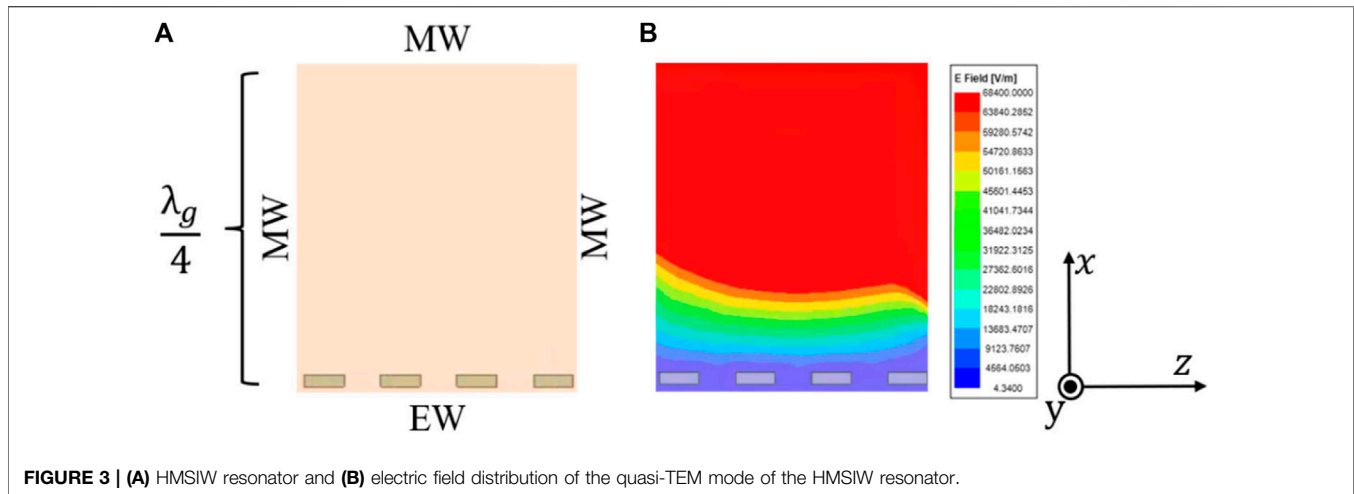 A
MW
λg
4
MW
MW
EW
B
E Field [V/m]
68400.0000
63840.2852
59280.5742
54720.8633
50161.1563
45601.4453
41041.7344
36482.0234
31922.3125
27362.6016
22802.8926
18243.1816
13683.4707
9123.7607
4564.0503
4.3400
x
z
y
FIGURE 3 | (A) HMSIW resonator and (B) electric field distribution of the quasi-TEM mode of the HMSIW resonator.